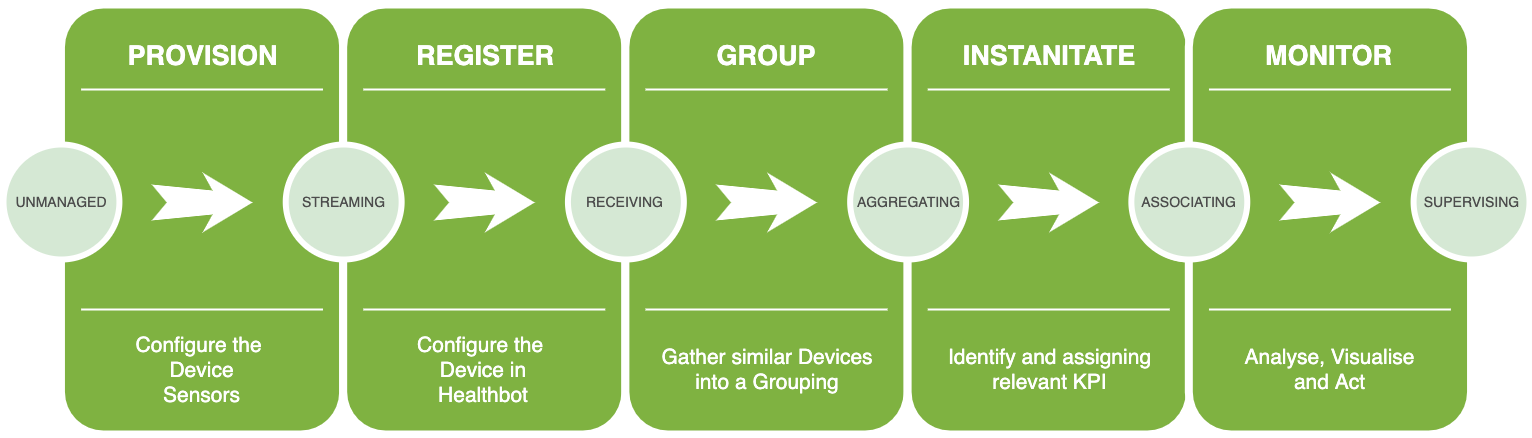 PROVISION
REGISTER
GROUP
INSTANITATE
MONITOR
UNMANAGED
STREAMING
RECEIVING
AGGREGATING
ASSOCIATING
SUPERVISING
Configure the
Device
Sensors
Configure the
Device in
Healthbot
Gather similar Devices
into a Grouping
Identify and assigning
relevant KPI
Analyse, Visualise
and Act